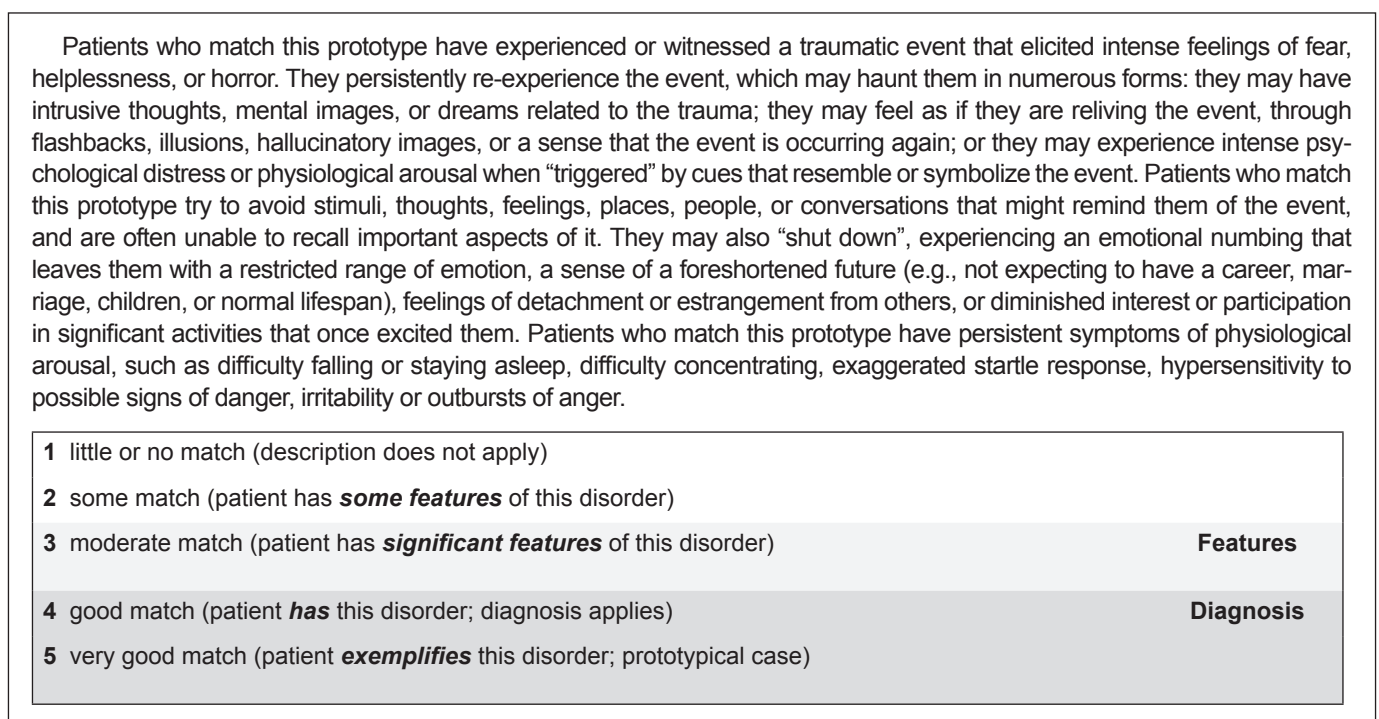 Patients who match this prototype have experienced or witnessed a traumatic event that elicited intense feelings of fear,
helplessness, or horror. They persistently re-experience the event, which may haunt them in numerous forms: they may have
intrusive thoughts, mental images, or dreams related to the trauma; they may feel as if they are reliving the event, through
flashbacks, illusions, hallucinatory images, or a sense that the event is occurring again; or they may experience intense psy-
chological distress or physiological arousal when “triggered” by cues that resemble or symbolize the event. Patients who match
this prototype try to avoid stimuli, thoughts, feelings, places, people, or conversations that might remind them of the event,
and are often unable to recall important aspects of it. They may also “shut down”, experiencing an emotional numbing that
leaves them with a restricted range of emotion, a sense of a foreshortened future (e.g., not expecting to have a career, mar-
riage, children, or normal lifespan), feelings of detachment or estrangement from others, or diminished interest or participation
in significant activities that once excited them. Patients who match this prototype have persistent symptoms of physiological
arousal, such as difficulty falling or staying asleep, difficulty concentrating, exaggerated startle response, hypersensitivity to
possible signs of danger, irritability or outbursts of anger.
1 little or no match (description does not apply)
2 some match (patient has some features of this disorder)
3 moderate match (patient has significant features of this disorder) Features
4 good match (patient has this disorder; diagnosis applies) Diagnosis
5 very good match (patient exemplifies this disorder; prototypical case)